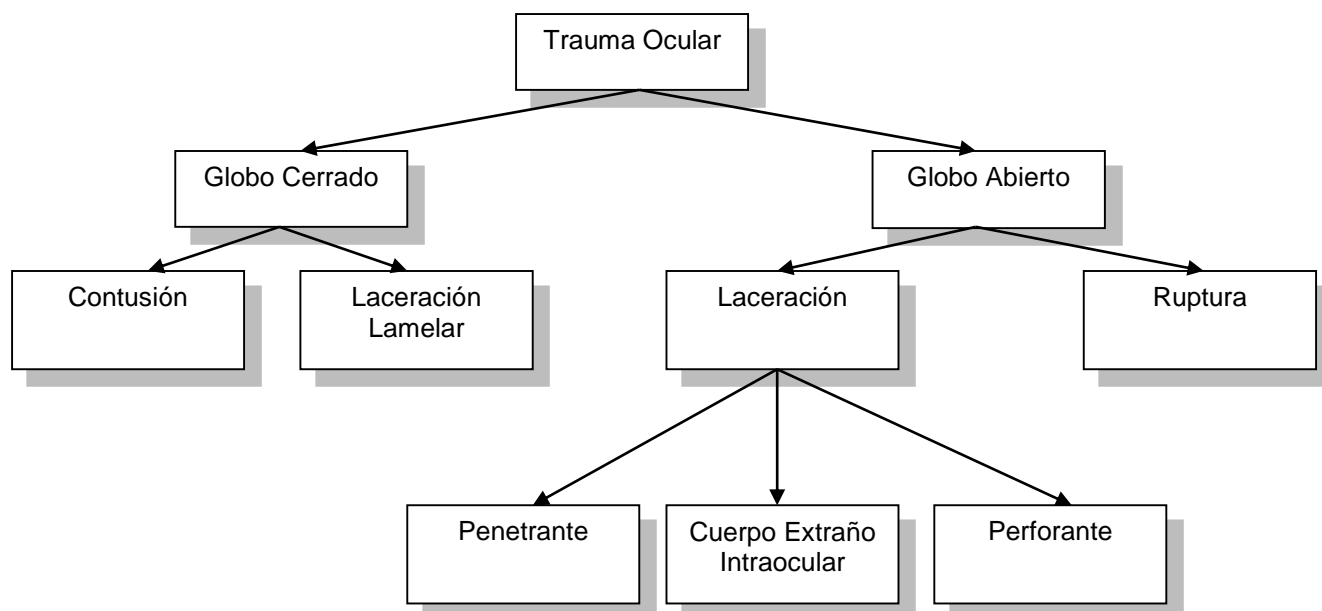 Trauma Ocular
Globo Cerrado
Globo Abierto
Contusión
Laceración
Lamelar
Laceración
Ruptura
Penetrante
Cuerpo Extraño
Intraocular
Perforante